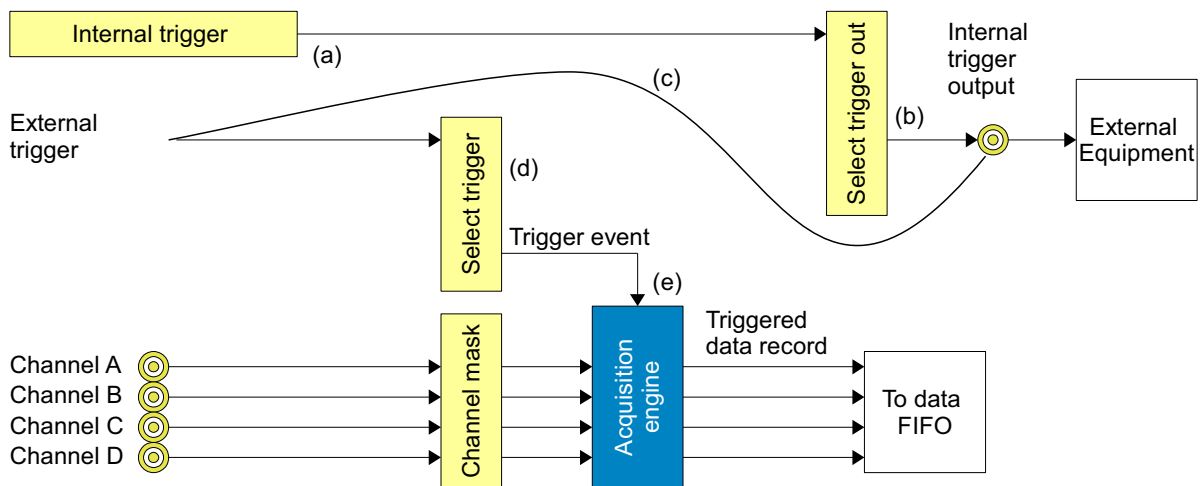 Internal trigger
(a)
Select trigger out
Internal
trigger
output
(c)
(b)
External
trigger
External
Equipment
Select trigger
(d)
Trigger event
(e)
Channel A
Channel B
Channel C
Channel D
Channel mask
Acquisition
engine
Triggered
data record
To data
FIFO